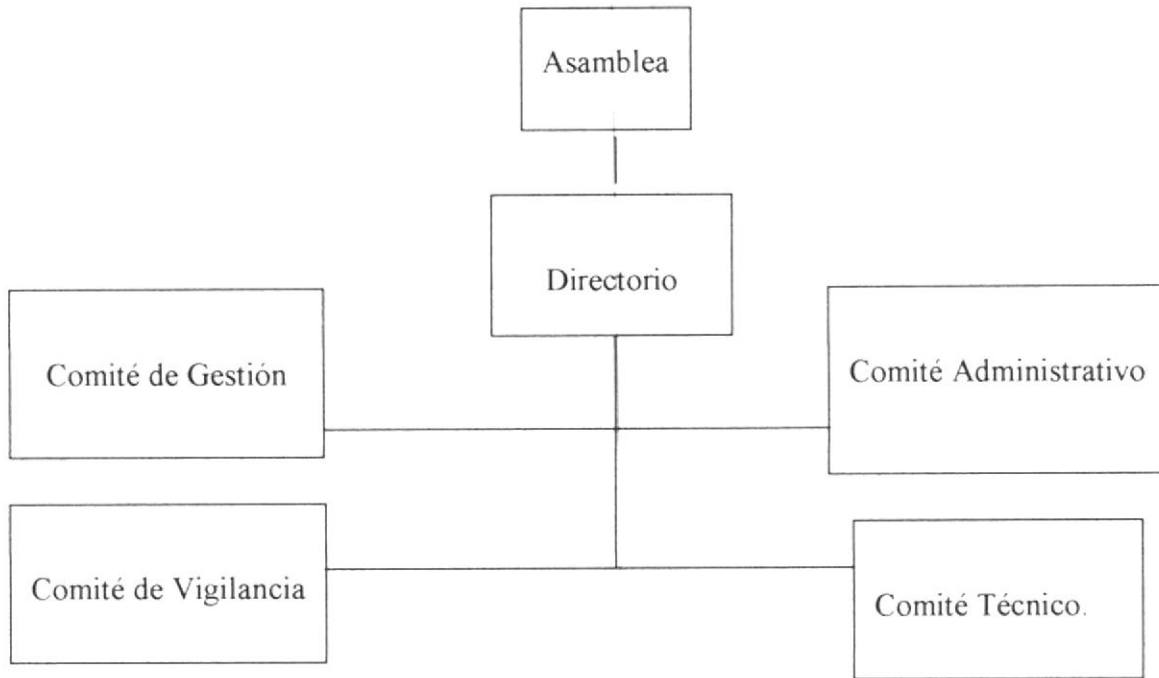 Asamblea
Directorio
Comité de Gestión
Comité Administrativo
Comité de Vigilancia
Comité Técnico.